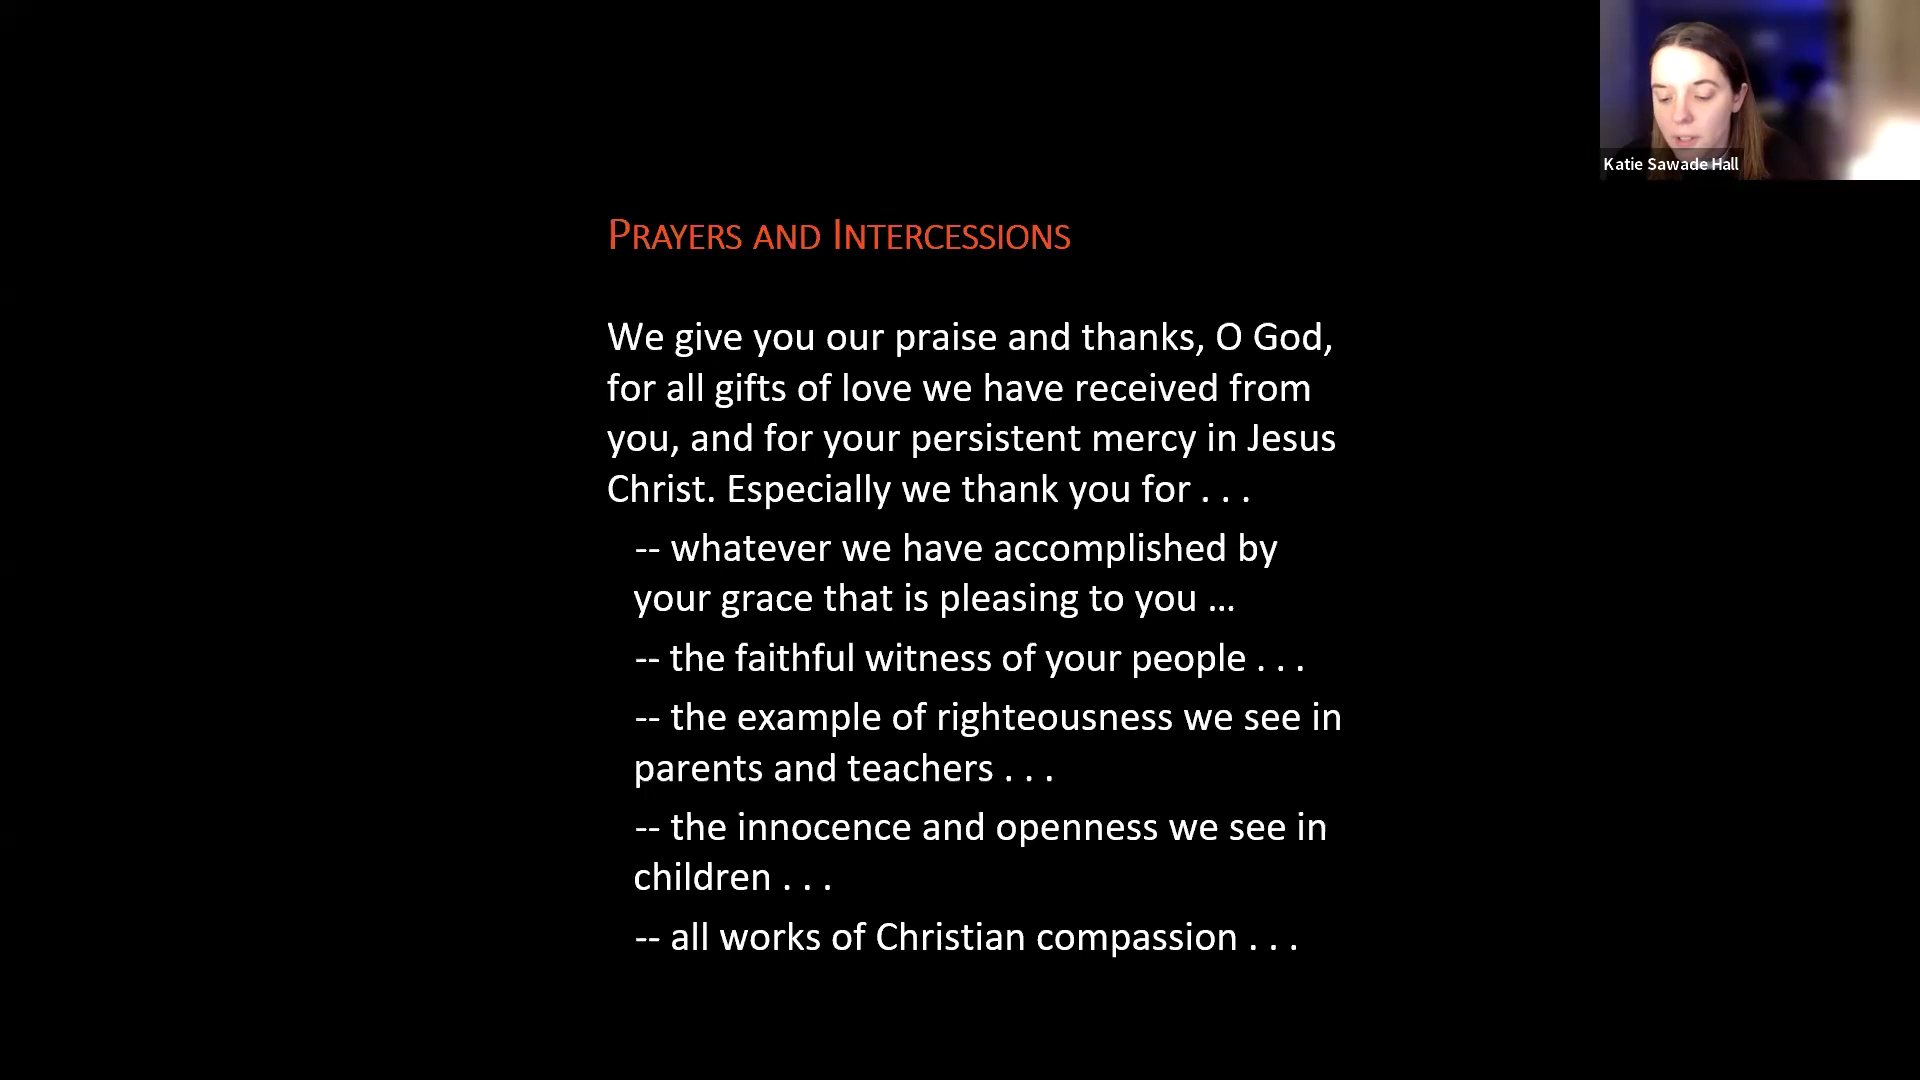 Katie Sawade Hall
PRAYERS AND INTERCESSIONS
We give you our praise and thanks, O God,
for all gifts of love we have received from
you, and for your persistent mercy in Jesus
Christ. Especially we thank you for . . .
-- whatever we have accomplished by
your grace that is pleasing to you …
-- the faithful witness of your people . . .
-- the example of righteousness we see in
parents and teachers . . .
-- the innocence and openness we see in
children . . .
-- all works of Christian compassion . . .